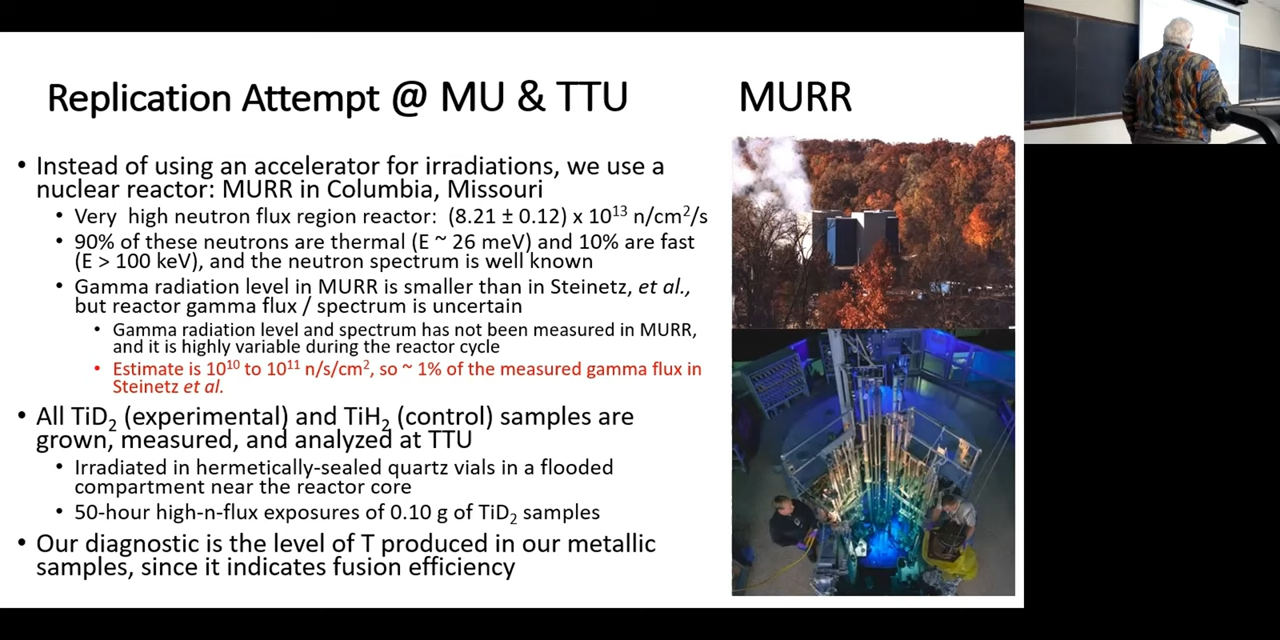 Replication Attempt @ MU & TTU
MURR
• Instead of using an accelerator for irradiations, we use a
nuclear reactor: MURR in Columbia, Missouri
• Very high neutron flux region reactor: (8.21 ± 0.12) x 10¹³ n/cm²/s
• 90% of these neutrons are thermal (E ~ 26 meV) and 10% are fast
(E > 100 keV), and the neutron spectrum is well known
• Gamma radiation level in MURR is smaller than in Steinetz, et al.,
but reactor gamma flux / spectrum is uncertain
• Gamma radiation level and spectrum has not been measured in MURR,
and it is highly variable during the reactor cycle
• Estimate is 10¹⁰ to 10¹¹ n/s/cm², so ~ 1% of the measured gamma flux in
Steinetz et al.
• All TiD₂ (experimental) and TiH₂ (control) samples are
grown, measured, and analyzed at TTU
• Irradiated in hermetically-sealed quartz vials in a flooded
compartment near the reactor core
• 50-hour high-n-flux exposures of 0.10 g of TiD₂ samples
• Our diagnostic is the level of T produced in our metallic
samples, since it indicates fusion efficiency